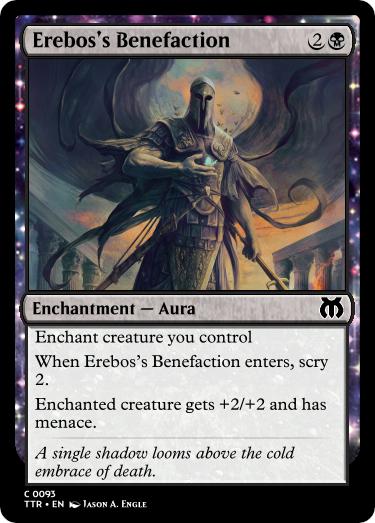 Erebos's Benefaction 2
Enchantment — Aura
Enchant creature you control
When Erebos's Benefaction enters, scry
2.
Enchanted creature gets +2/+2 and has
menace.
A single shadow looms above the cold
embrace of death.
C 0093
TTR • EN Jason A. Engle